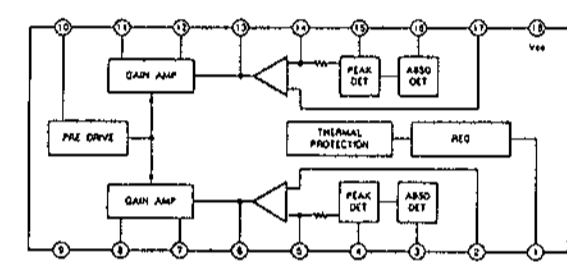 10 11 12 13 14 15 16 17 18
Vcc
GAIN AMP
PEAK DET
ABSO DET
PRE DRIVE
THERMAL PROTECTION
REG
GAIN AMP
PEAK DET
ABSO DET
9 8 7 6 5 4 3 2 1